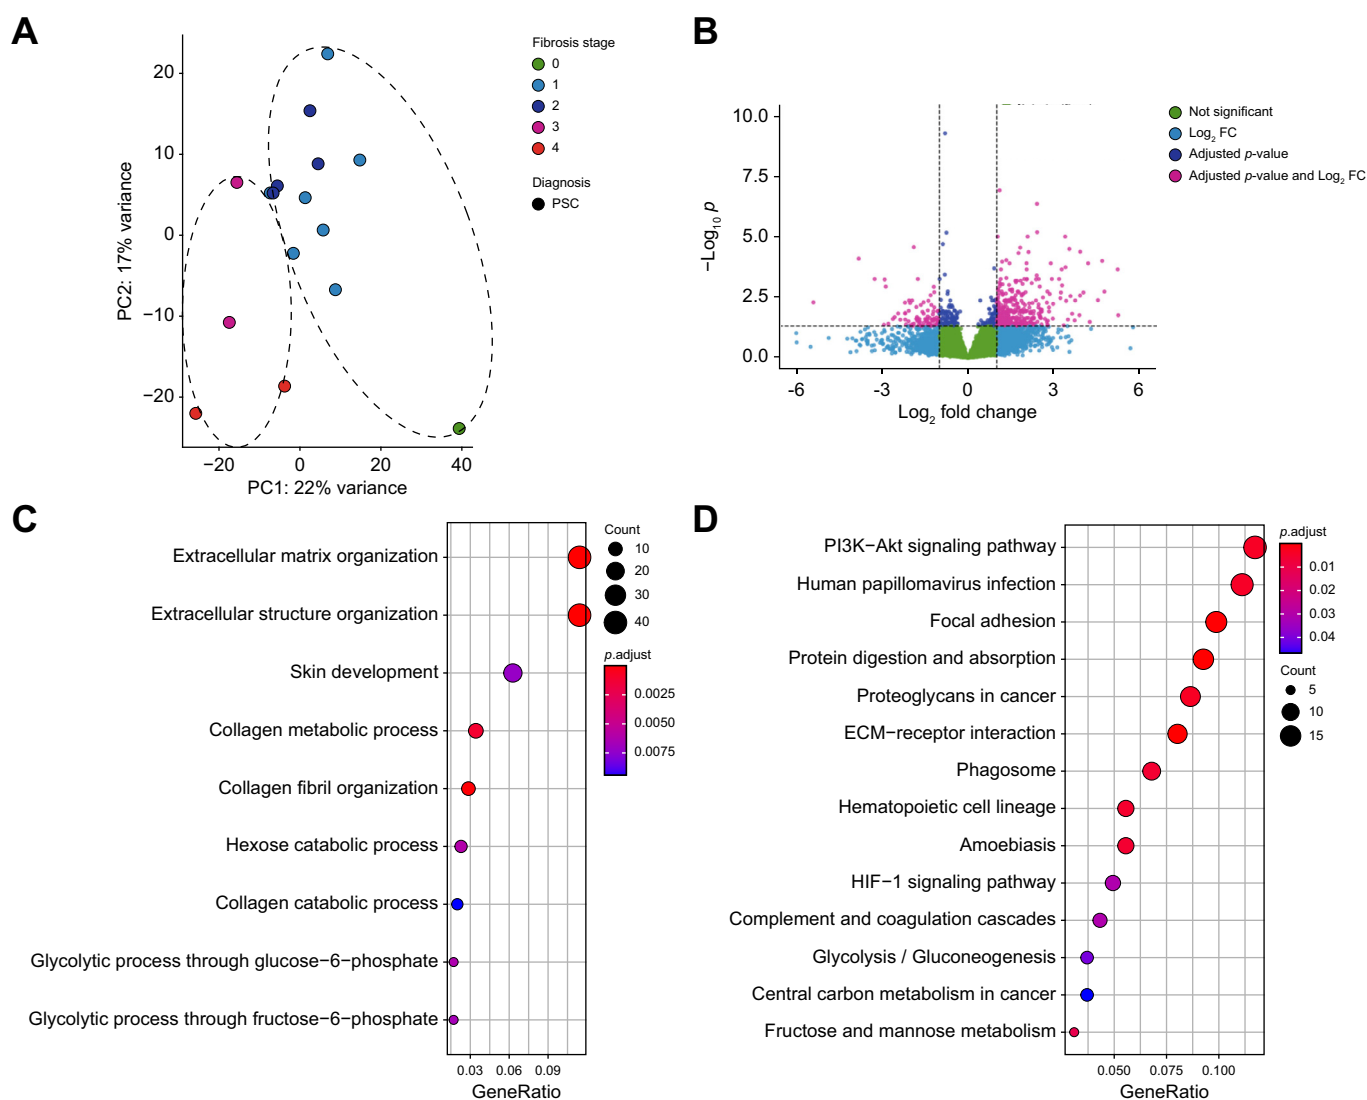 A
20
10
0
−10
−20
PC2: 17% variance
−20
0
20
40
PC1: 22% variance
Fibrosis stage
0
1
2
3
4
Diagnosis
PSC
B
10.0
7.5
5.0
2.5
0.0
−Log10 p
-6
-3
0
3
6
Log2 fold change
Not significant
Log2 FC
Adjusted p-value
Adjusted p-value and Log2 FC
C
Extracellular matrix organization
Extracellular structure organization
Skin development
Collagen metabolic process
Collagen fibril organization
Hexose catabolic process
Collagen catabolic process
Glycolytic process through glucose−6−phosphate
Glycolytic process through fructose−6−phosphate
0.03 0.06 0.09
GeneRatio
Count
10
20
30
40
p.adjust
0.0025
0.0050
0.0075
D
PI3K−Akt signaling pathway
Human papillomavirus infection
Focal adhesion
Protein digestion and absorption
Proteoglycans in cancer
ECM−receptor interaction
Phagosome
Hematopoietic cell lineage
Amoebiasis
HIF−1 signaling pathway
Complement and coagulation cascades
Glycolysis / Gluconeogenesis
Central carbon metabolism in cancer
Fructose and mannose metabolism
0.050 0.075 0.100
GeneRatio
p.adjust
0.01
0.02
0.03
0.04
Count
5
10
15